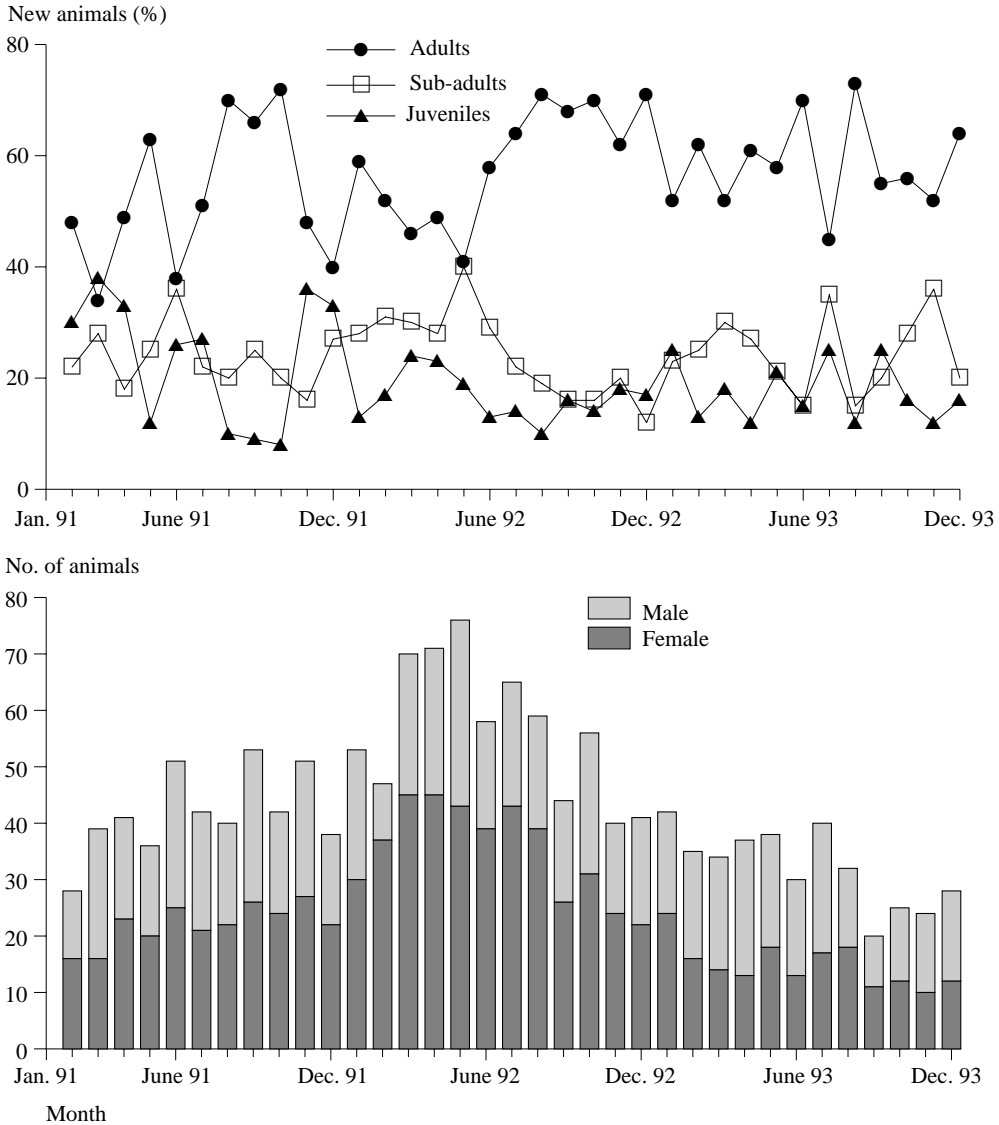 New animals (%)
80
60
40
20
0
Adults
Sub-adults
Juveniles
Jan. 91 June 91 Dec. 91 June 92 Dec. 92 June 93 Dec. 93
No. of animals
80
70
60
50
40
30
20
10
0
Male
Female
Jan. 91 June 91 Dec. 91 June 92 Dec. 92 June 93 Dec. 93
Month